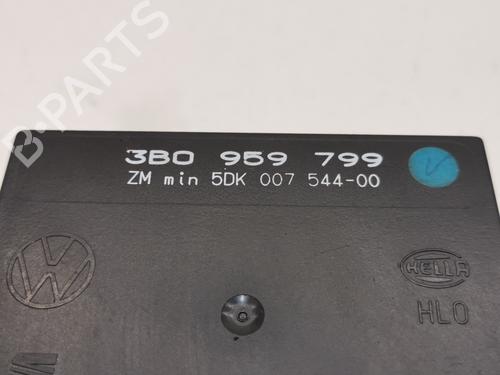 B-PARTS
3B0 959 799
ZM min 5DK 007 544-00
HELLA
HLO